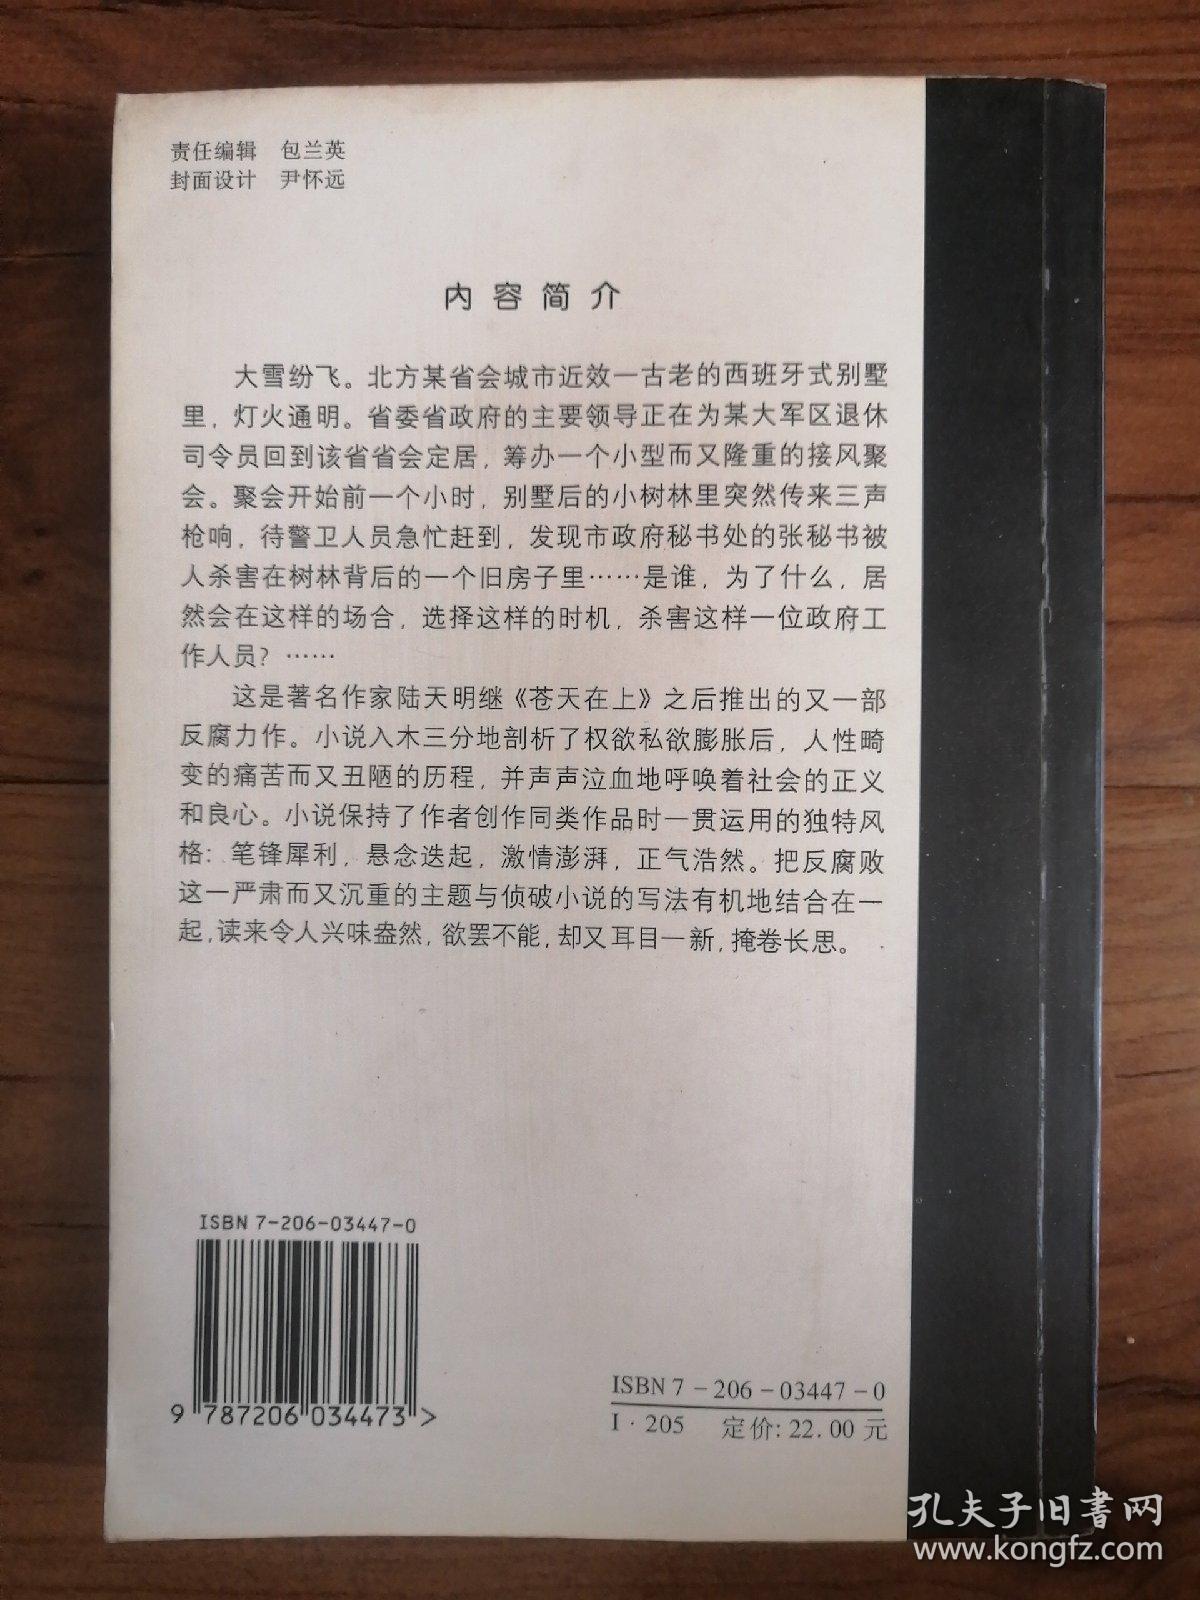 责任编辑 包兰英
封面设计 尹怀远
内容简介
大雪纷飞。北方某省会城市近效一古老的西班牙式别墅
里，灯火通明。省委省政府的主要领导正在为某大军区退休
司令员回到该省省会定居，筹办一个小型而又隆重的接风聚
会。聚会开始前一个小时，别墅后的小树林里突然传来三声
枪响，待警卫人员急忙赶到，发现市政府秘书处的张秘书被
人杀害在树林背后的一个旧房子里……是谁，为了什么，居
然会在这样的场合，选择这样的时机，杀害这样一位政府工
作人员？……
这是著名作家陆天明继《苍天在上》之后推出的又一部
反腐力作。小说入木三分地剖析了权欲私欲膨胀后，人性畸
变的痛苦而又丑陋的历程，并声声泣血地呼唤着社会的正义
和良心。小说保持了作者创作同类作品时一贯运用的独特风
格：笔锋犀利，悬念迭起，激情澎湃，正气浩然。把反腐败
这一严肃而又沉重的主题与侦破小说的写法有机地结合在一
起，读来令人兴味盎然，欲罢不能，却又耳目一新，掩卷长思。
ISBN 7-206-03447-0
9 787206 034473 >
ISBN 7－206－03447－0
I·205 定价：22.00 元
孔夫子旧书网
www.kongfz.com